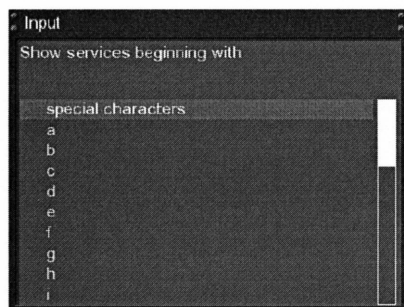 Input
Show services beginning with
special characters
a
b
c
d
e
f
g
h
i